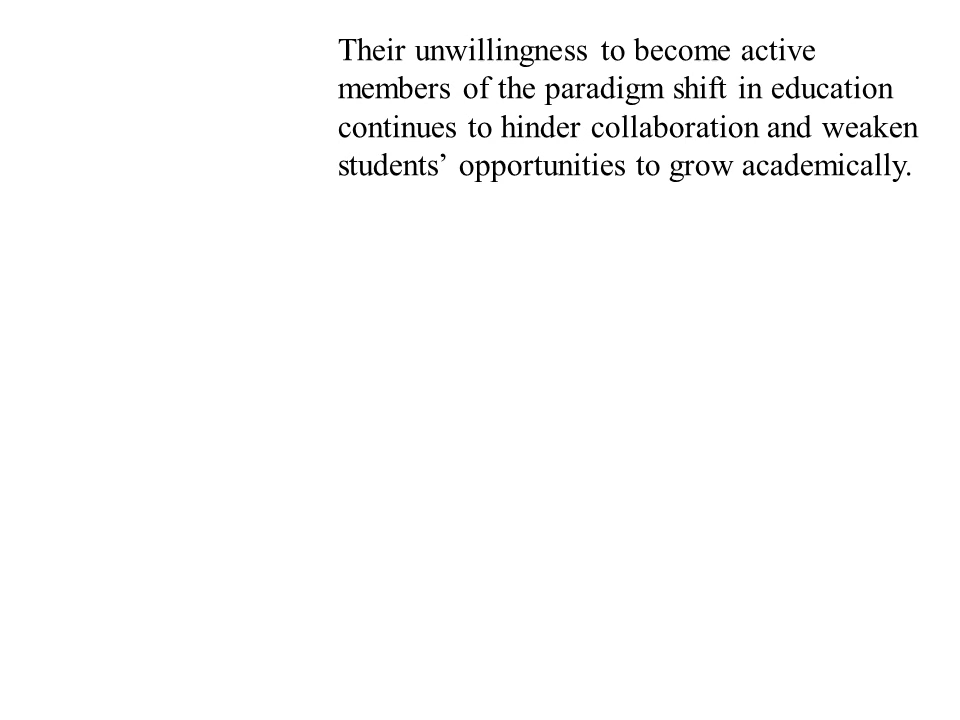 Their unwillingness to become active
members of the paradigm shift in education
continues to hinder collaboration and weaken
students’ opportunities to grow academically.